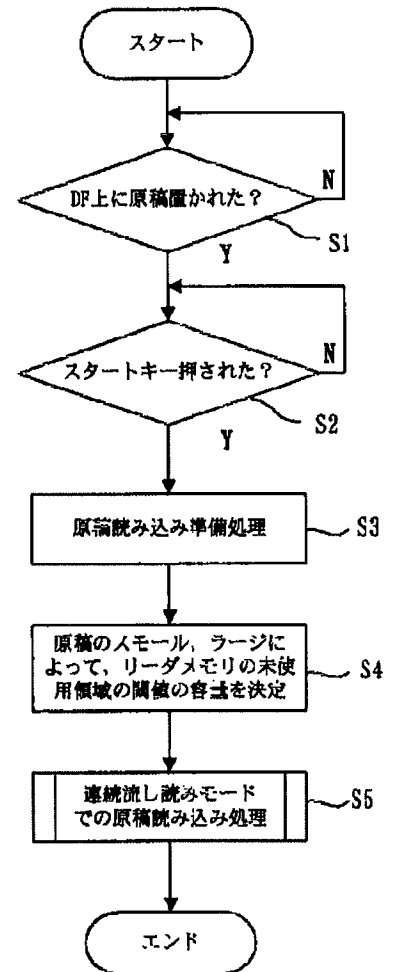 スタート
N
DF上に原稿置かれた?
S1
Y
N
スタートキー押された?
S2
Y
原稿読み込み準備処理
S3
原稿のスモール,ラージに
よって,リーダメモリの未使
用領域の閾値の容量を決定
S4
連続流し読みモード
での原稿読み込み処理
S5
エンド